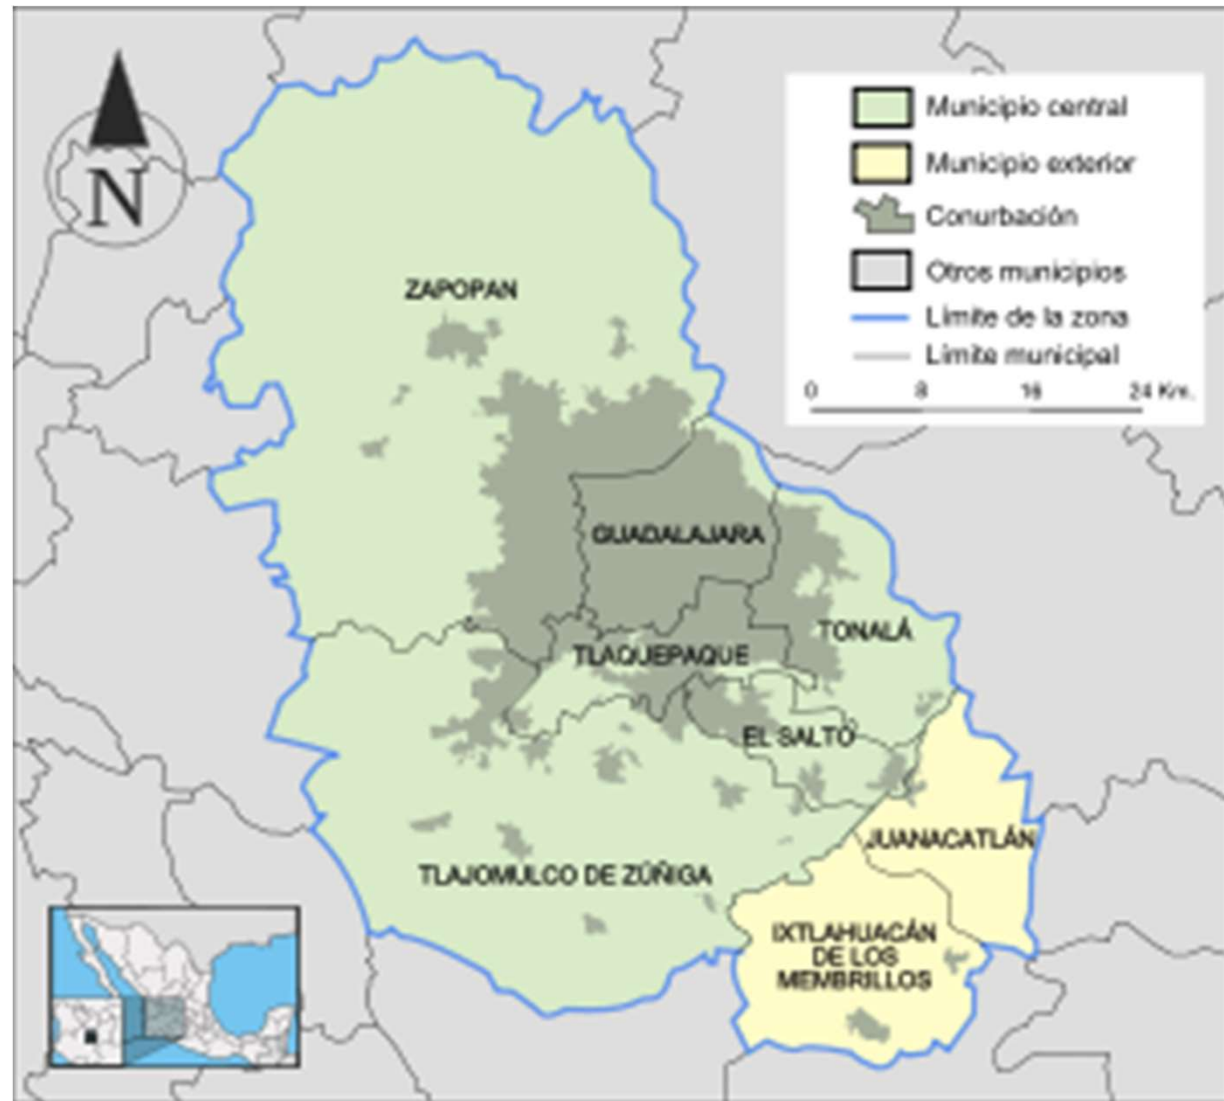 N
Municipio central
Municipio exterior
Conurbación
Otros municipios
Límite de la zona
Límite municipal
0 8 16 24 Km.
ZAPOPAN
GUADALAJARA
TONALÁ
TLAQUEPAQUE
EL SALTO
JUANACATLÁN
TLAJOMULCO DE ZÚÑIGA
IXTLAHUACÁN
DE LOS
MEMBRILLOS